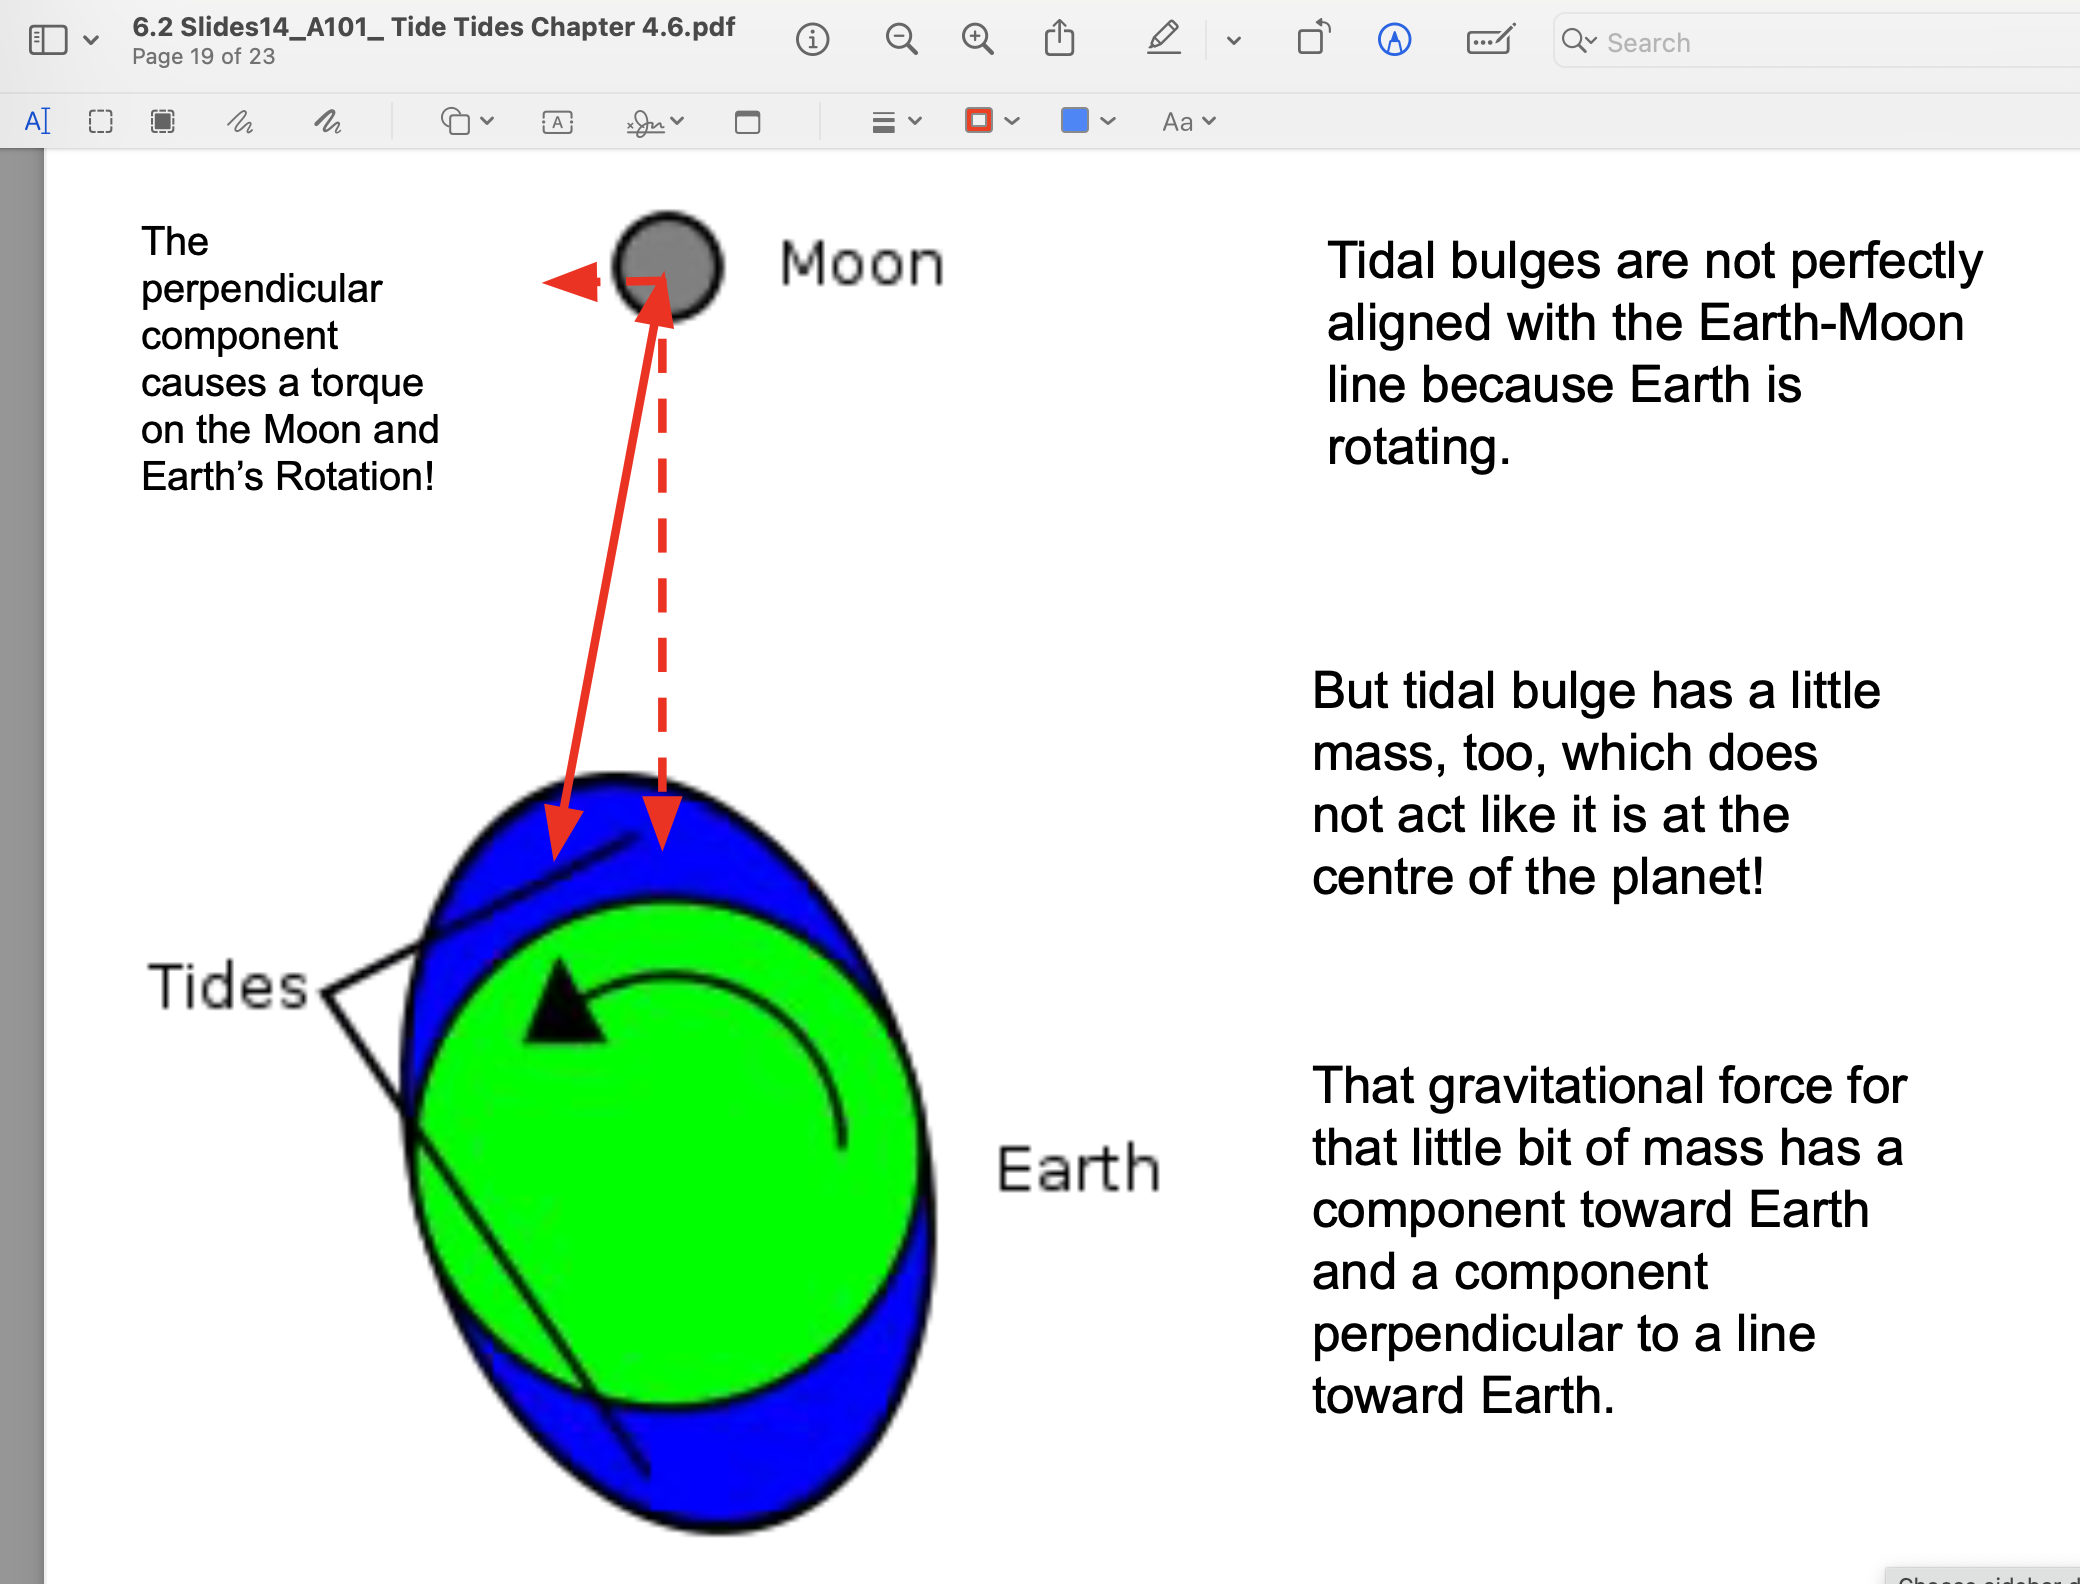 6.2 Slides14_A101_ Tide Tides Chapter 4.6.pdf
Page 19 of 23
Search
Aa
The
perpendicular
component
causes a torque
on the Moon and
Earth's Rotation!
Moon
Tidal bulges are not perfectly
aligned with the Earth-Moon
line because Earth is
rotating.
But tidal bulge has a little
mass, too, which does
not act like it is at the
centre of the planet!
Tides
Earth
That gravitational force for
that little bit of mass has a
component toward Earth
and a component
perpendicular to a line
toward Earth.